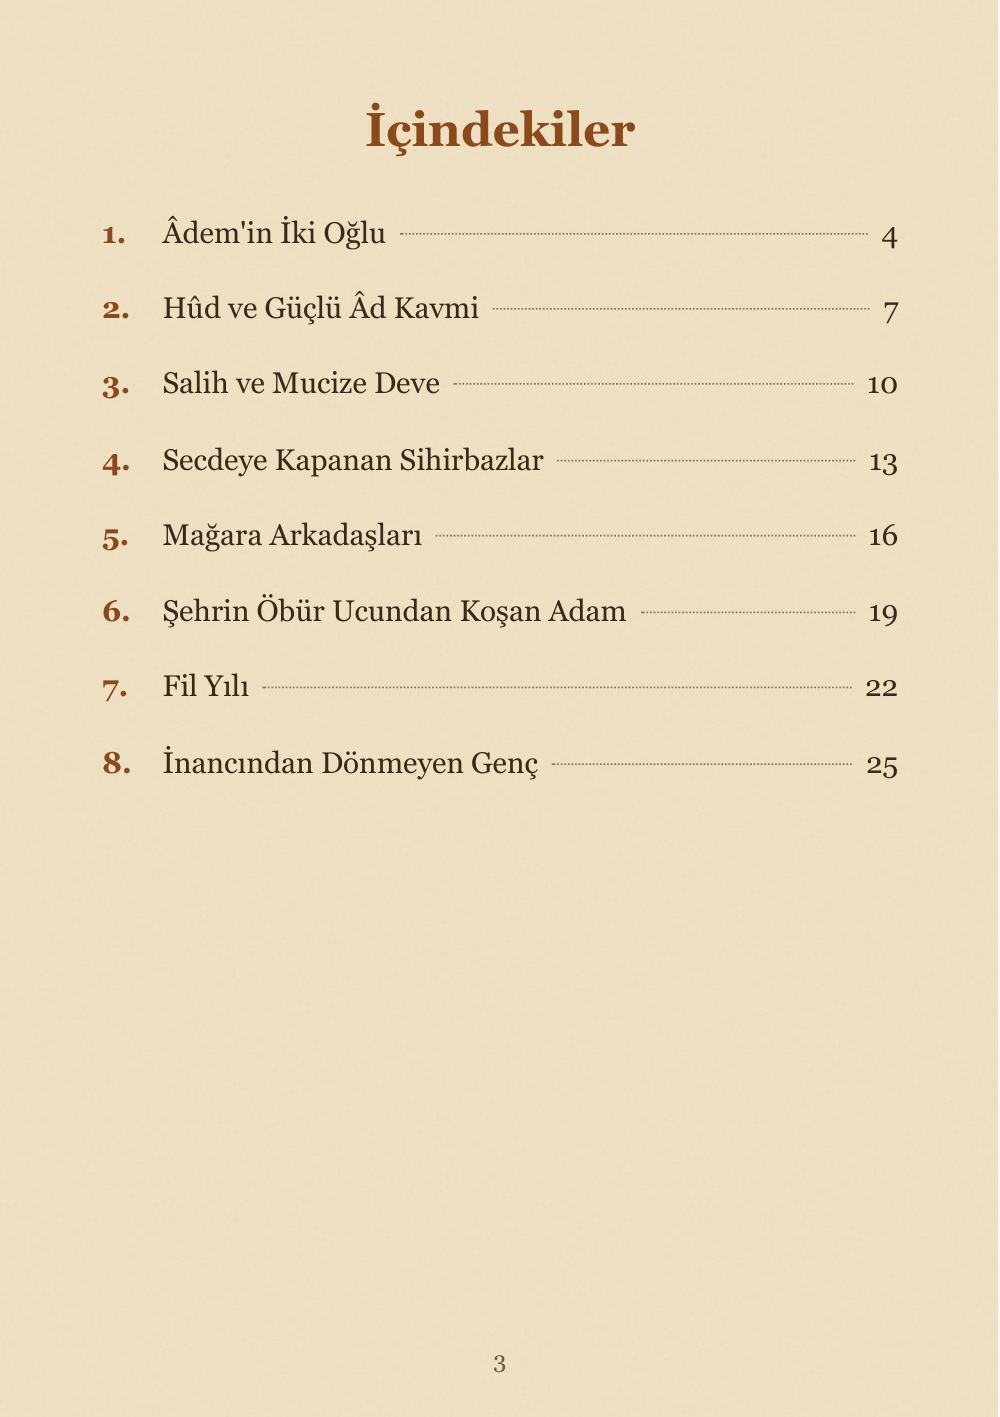 İçindekiler
1. Âdem'in İki Oğlu 4
2. Hûd ve Güçlü Âd Kavmi 7
3. Salih ve Mucize Deve 10
4. Secdeye Kapanan Sihirbazlar 13
5. Mağara Arkadaşları 16
6. Şehrin Öbür Ucundan Koşan Adam 19
7. Fil Yılı 22
8. İnancından Dönmeyen Genç 25
3